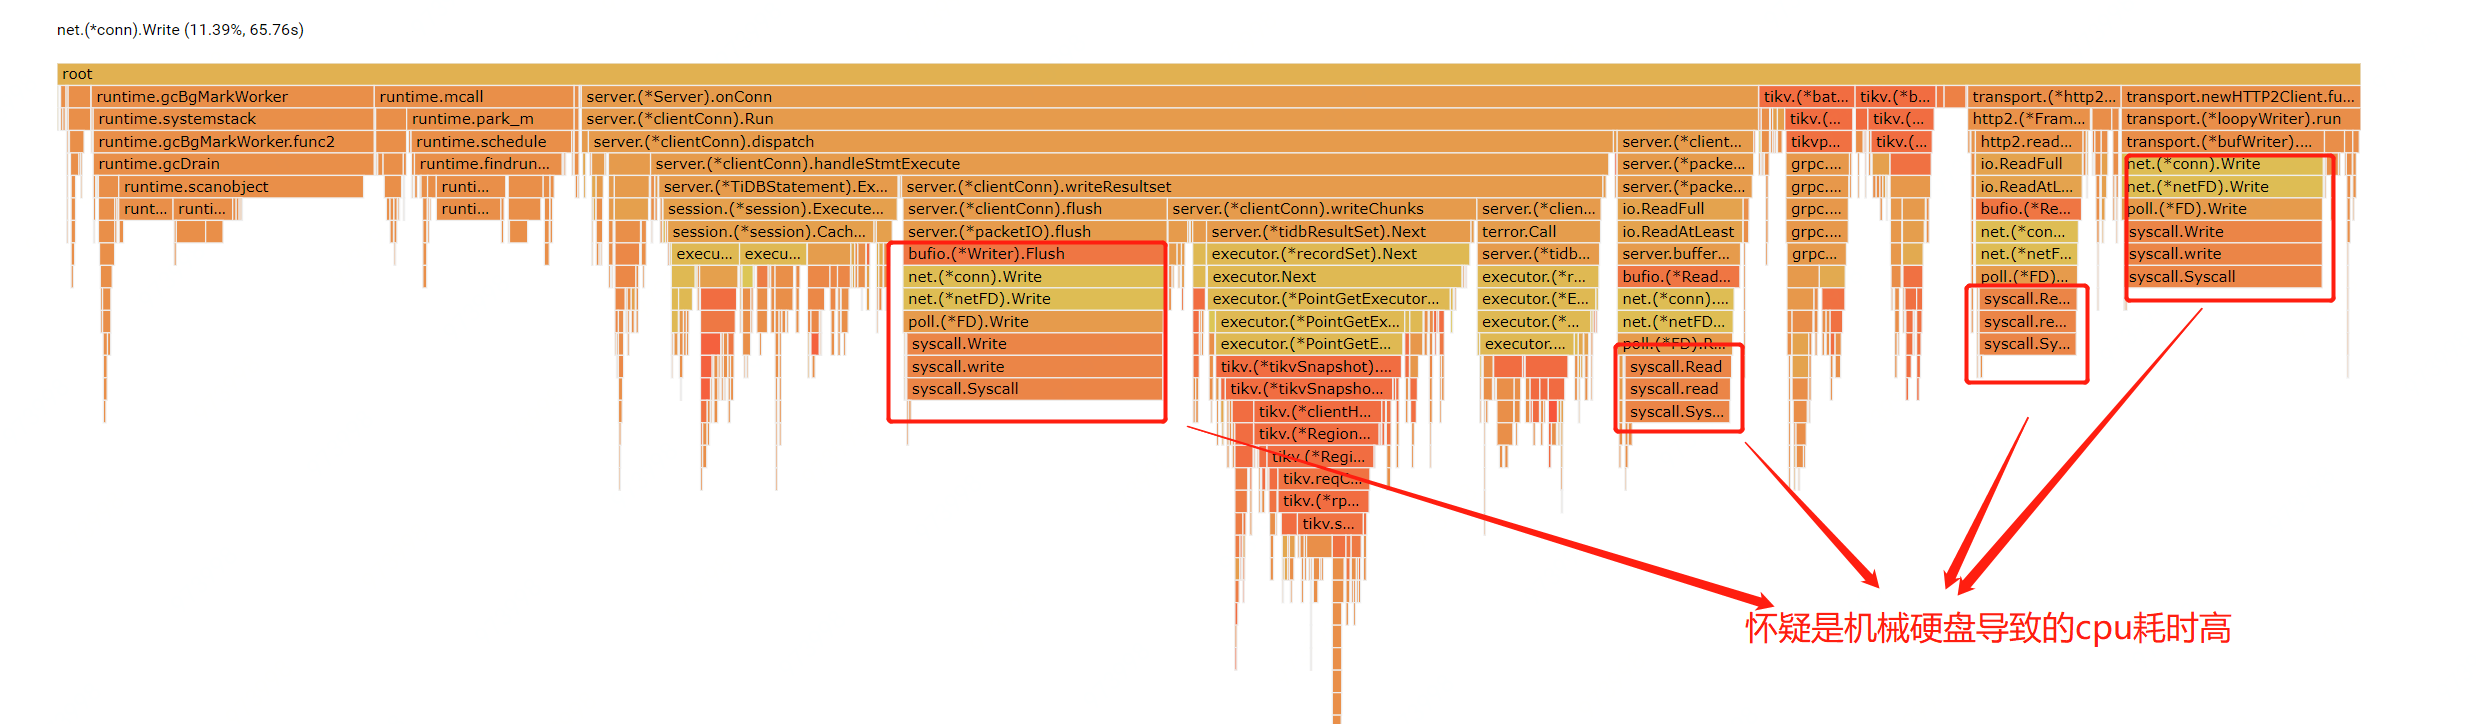 net.(*conn).Write (11.39%, 65.76s)
root
runtime.gcBgMarkWorker runtime.mcall server.(*Server).onConn tikv.(*bat... tikv.(*b... transport.(*http2... transport.newHTTP2Client.fu...
runtime.systemstack runtime.park_m server.(*clientConn).Run tikv.(... tikv.(... http2.(*Fram... transport.(*loopyWriter).run
runtime.gcBgMarkWorker.func2 runtime.schedule server.(*clientConn).dispatch server.(*client... tikvp... tikv.(... http2.read... transport.(*bufWriter)....
runtime.gcDrain runtime.findrun... server.(*clientConn).handleStmtExecute server.(*packe... grpc.... io.ReadFull net.(*conn).Write
runtime.scanobject runti... server.(*TiDBStatement).Ex... server.(*clientConn).writeResultset server.(*packe... grpc.... io.ReadAtL... net.(*netFD).Write
runt... runti... runti... session.(*session).Execute... server.(*clientConn).flush server.(*clientConn).writeChunks server.(*clien... io.ReadFull grpc.... bufio.(*Re... poll.(*FD).Write
session.(*session).Cach... server.(*packetIO).flush server.(*tidbResultSet).Next terror.Call io.ReadAtLeast grpc.... net.(*con... syscall.Write
execu... execu... bufio.(*Writer).Flush executor.(*recordSet).Next server.(*tidb... server.buffer... grpc... net.(*netF... syscall.write
net.(*conn).Write executor.Next executor.(*r... bufio.(*Read... poll.(*FD)... syscall.Syscall
net.(*netFD).Write executor.(*PointGetExecutor... executor.(*E... net.(*conn).... syscall.Re...
poll.(*FD).Write executor.(*PointGetEx... executor.(*... net.(*netFD... syscall.re...
syscall.Write executor.(*PointGetE... executor.... poll.(*FD).R... syscall.Sy...
syscall.write tikv.(*tikvSnapshot).... syscall.Read
syscall.Syscall tikv.(*tikvSnapsho... syscall.read
tikv.(*clientH... syscall.Sys...
tikv.(*Region...
tikv.(*Regi...
tikv.reqC...
tikv.(*rp...
tikv.s...
怀疑是机械硬盘导致的cpu耗时高